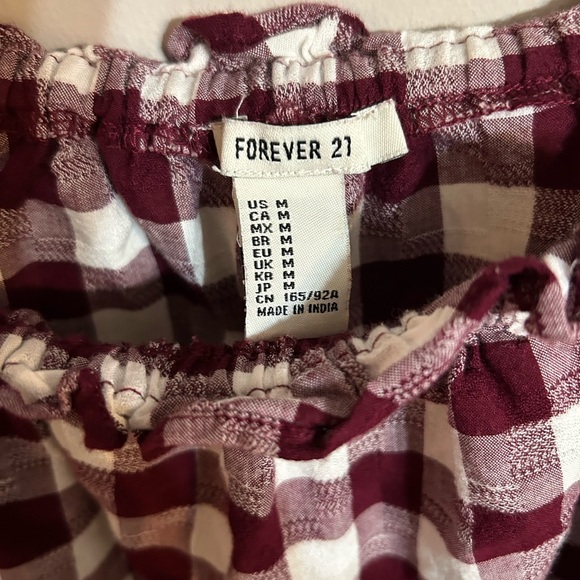 FOREVER 21
US M
CA M
MX M
BR M
EU M
UK M
KR M
JP M
CN 165/92A
MADE IN INDIA